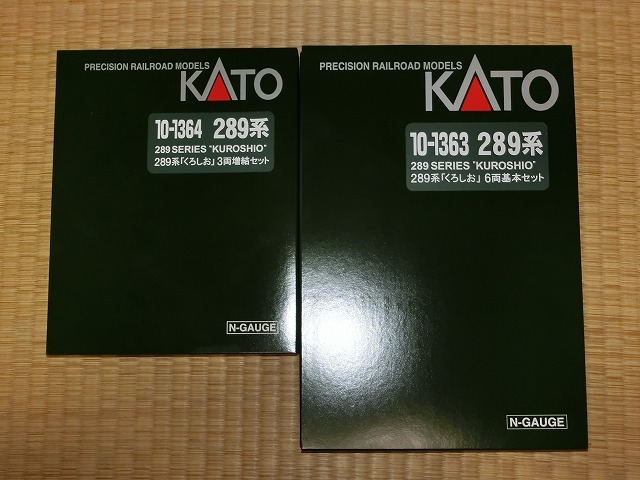 PRECISION RAILROAD MODELS
KATO
10-1364 289系
289 SERIES "KUROSHIO"
289系「くろしお」3両増結セット
N-GAUGE
PRECISION RAILROAD MODELS
KATO
10-1363 289系
289 SERIES "KUROSHIO"
289系「くろしお」6両基本セット
N-GAUGE